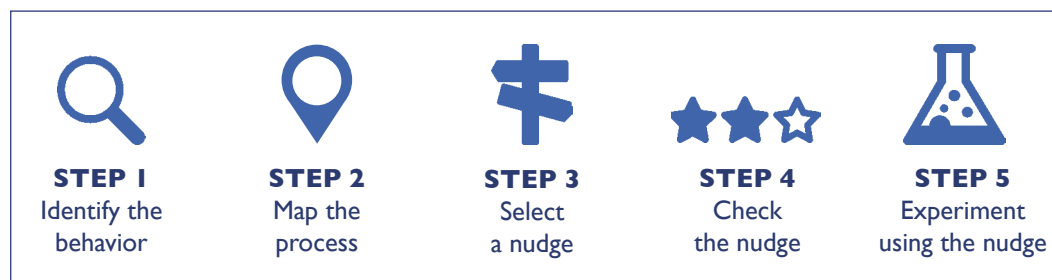 STEP 1
Identify the
behavior
STEP 2
Map the
process
STEP 3
Select
a nudge
STEP 4
Check
the nudge
STEP 5
Experiment
using the nudge